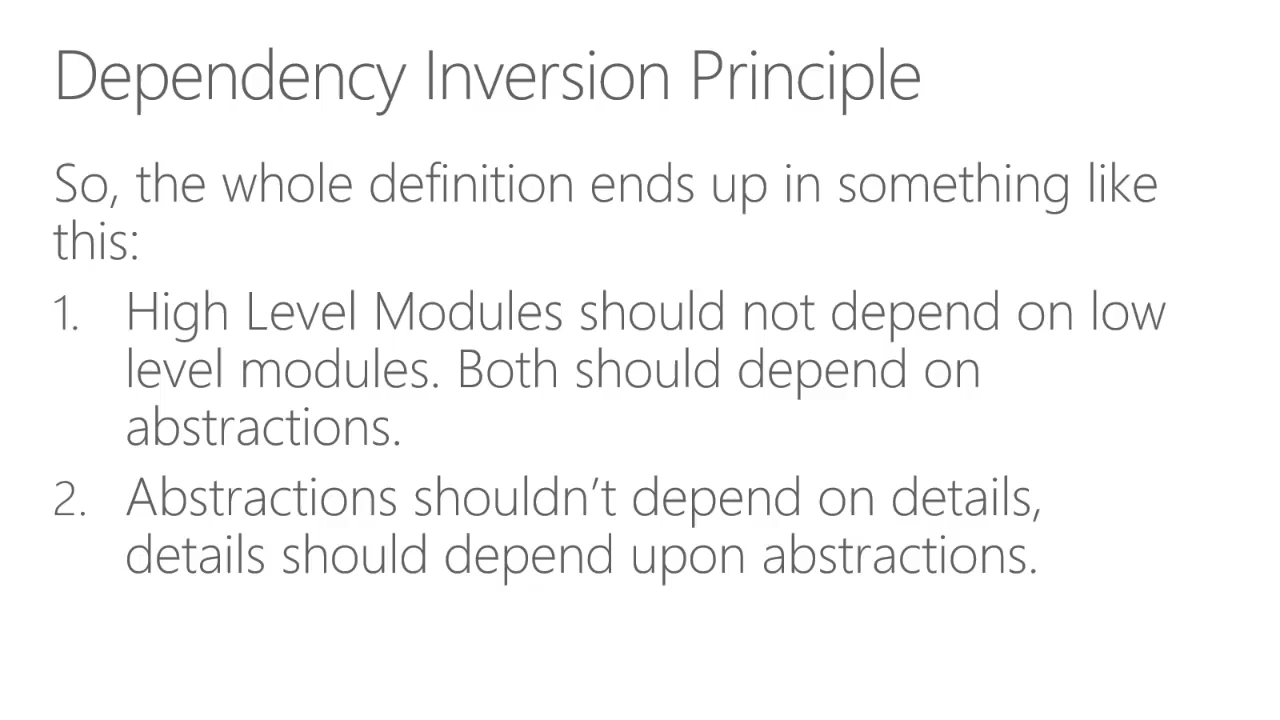 Dependency Inversion Principle
So, the whole definition ends up in something like
this:
1. High Level Modules should not depend on low
level modules. Both should depend on
abstractions.
2. Abstractions shouldn’t depend on details,
details should depend upon abstractions.